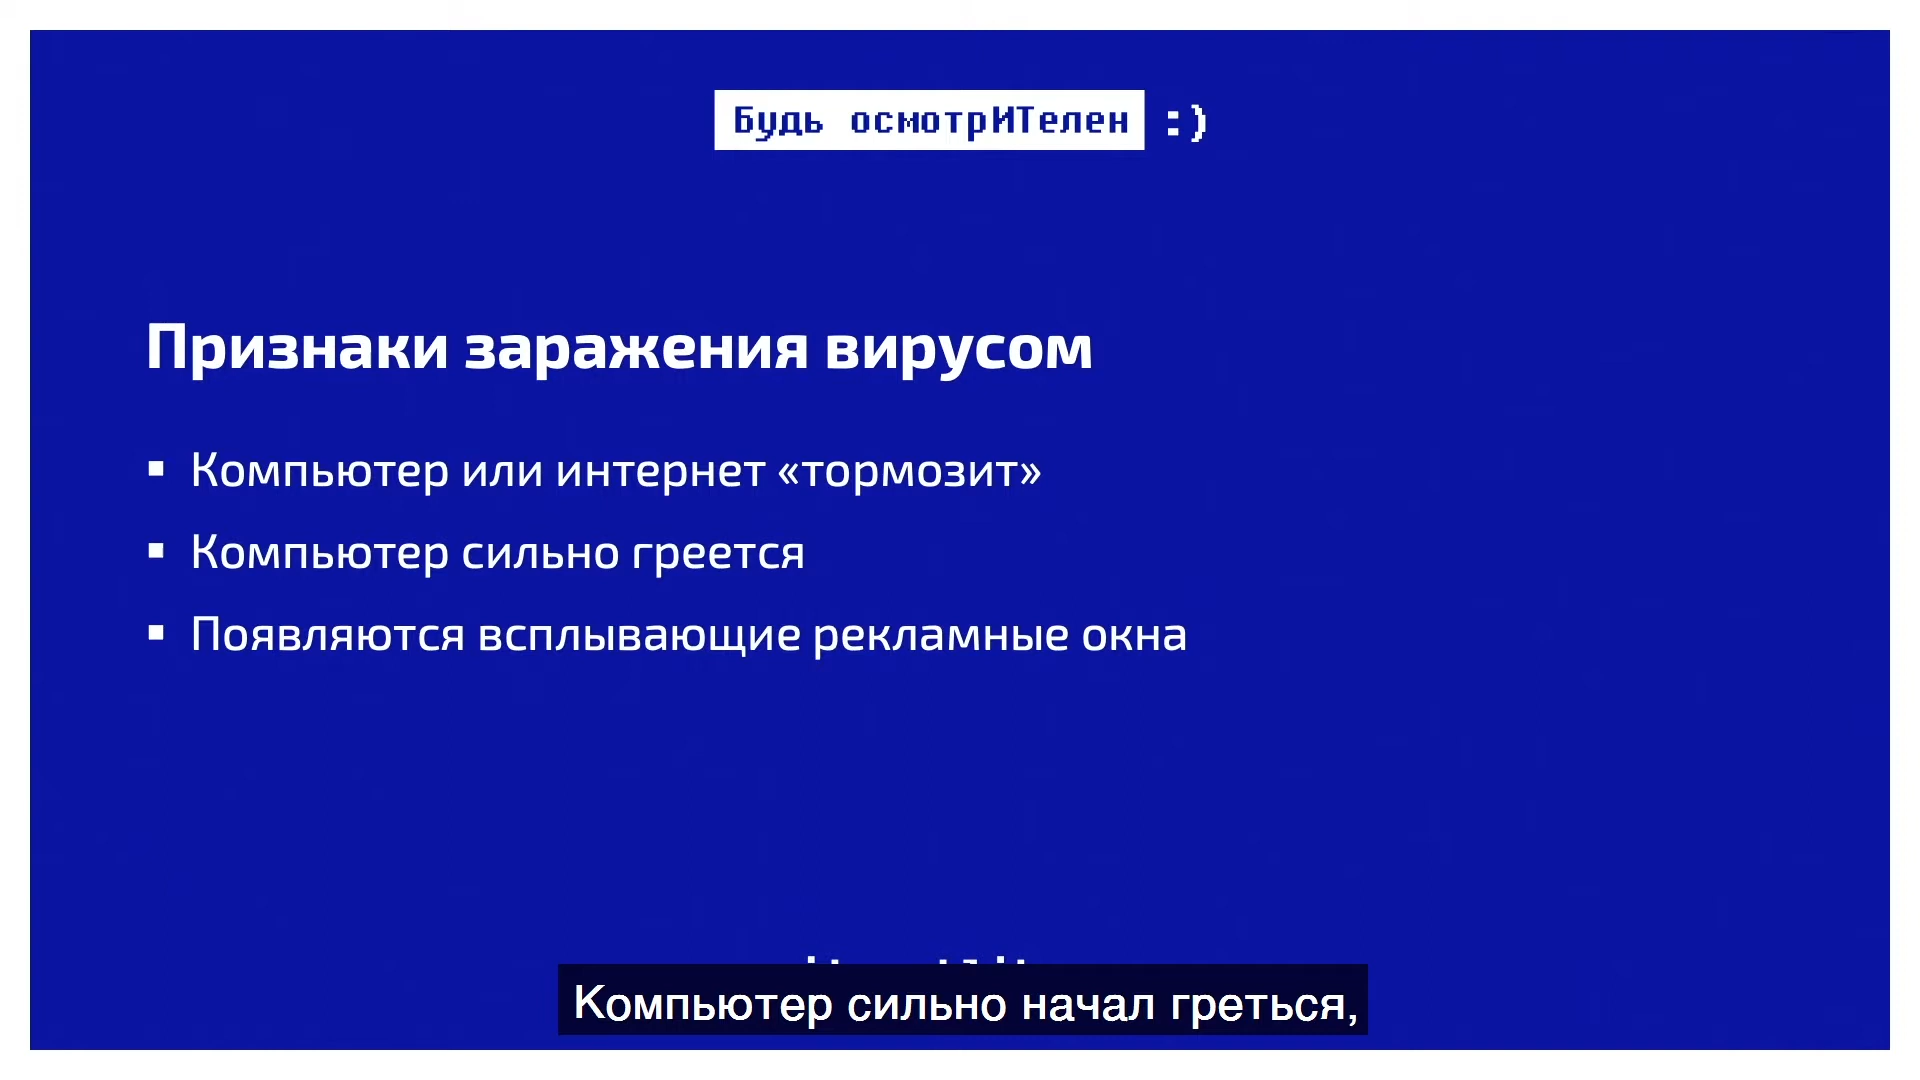 Будь осмотрИТелен :)
Признаки заражения вирусом
▪ Компьютер или интернет «тормозит»
▪ Компьютер сильно греется
▪ Появляются всплывающие рекламные окна
Компьютер сильно начал греться,